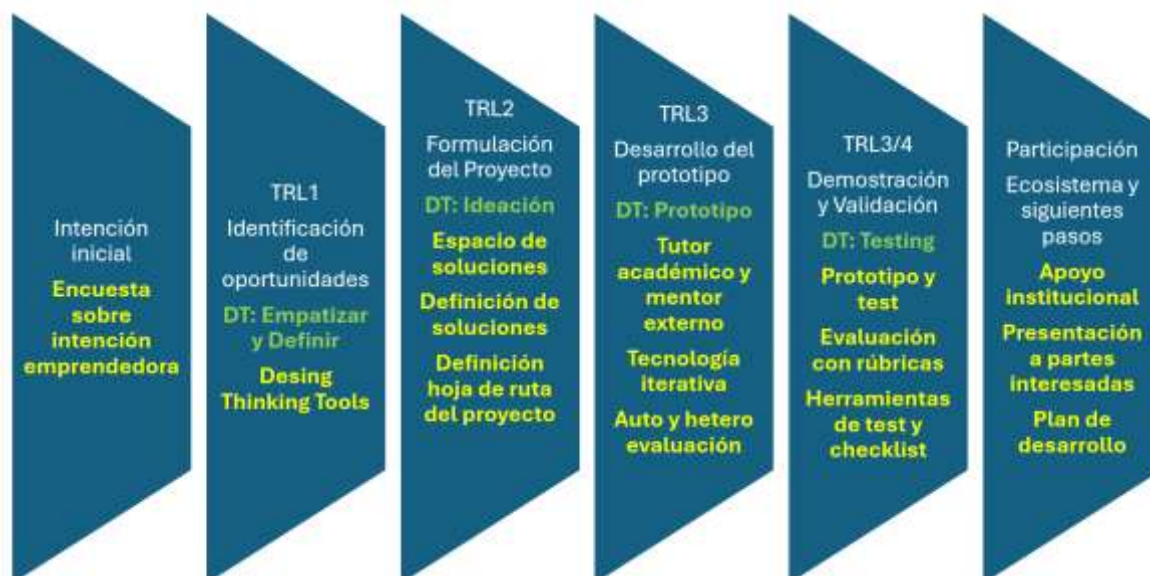 Intención
inicial
Encuesta
sobre
intención
emprendedora
TRL1
Identificación
de
oportunidades
DT: Empatizar
y Definir
Desing
Thinking Tools
TRL2
Formulación
del Proyecto
DT: Ideación
Espacio de
soluciones
Definición de
soluciones
Definición
hoja de ruta
del proyecto
TRL3
Desarrollo del
prototipo
DT: Prototipo
Tutor
académico y
mentor
externo
Tecnología
iterativa
Auto y hetero
evaluación
TRL3/4
Demostración
y Validación
DT: Testing
Prototipo y
test
Evaluación
con rúbricas
Herramientas
de test y
checklist
Participación
Ecosistema y
siguientes
pasos
Apoyo
institucional
Presentación
a partes
interesadas
Plan de
desarrollo